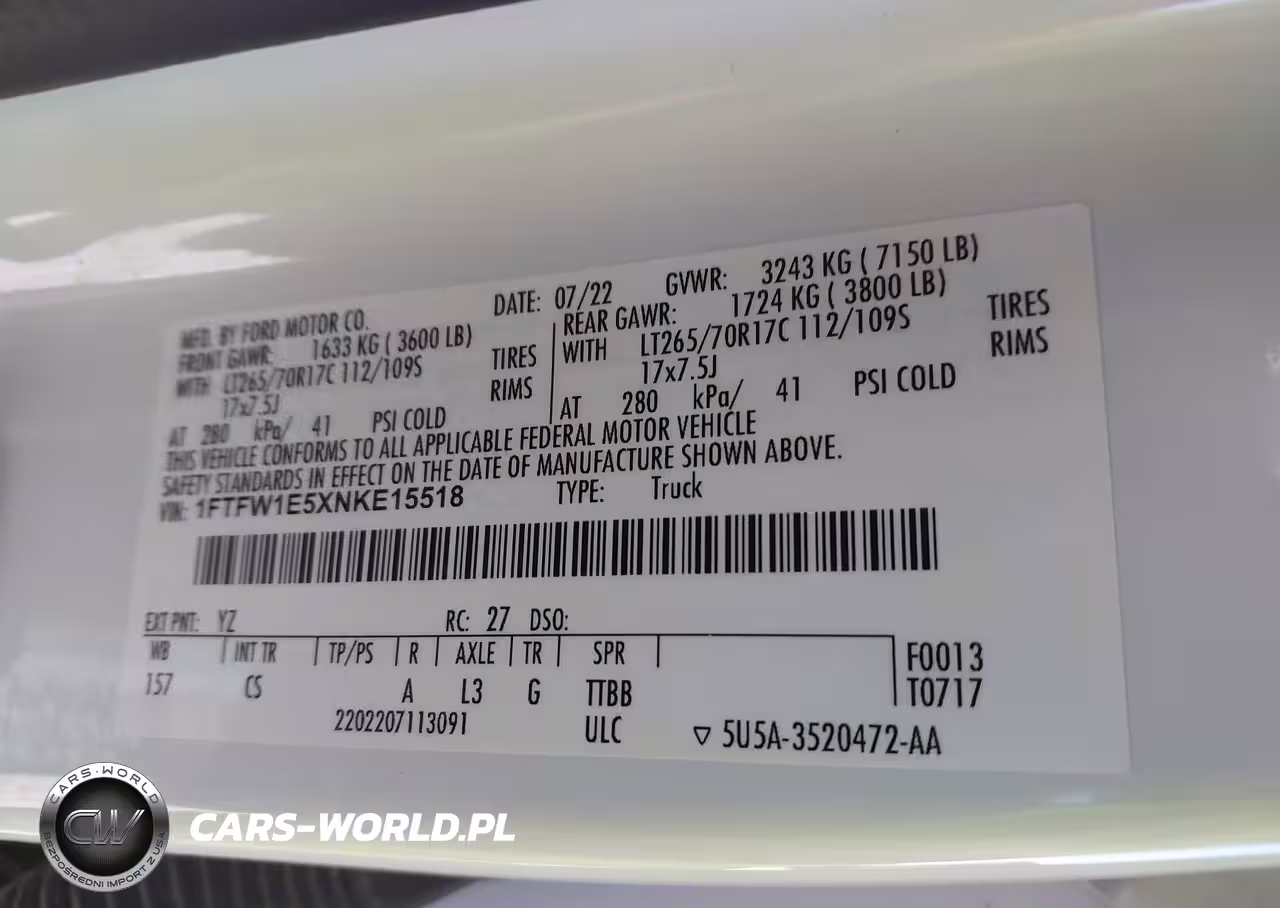 MFD. BY FORD MOTOR CO. DATE: 07/22 GVWR: 3243 KG ( 7150 LB)
FRONT GAWR: 1633 KG ( 3600 LB)
WITH LT265/70R17C 112/109S TIRES
17x7.5J RIMS
AT 280 kPa/ 41 PSI COLD
REAR GAWR: 1724 KG ( 3800 LB)
WITH LT265/70R17C 112/109S TIRES
17x7.5J RIMS
AT 280 kPa/ 41 PSI COLD
THIS VEHICLE CONFORMS TO ALL APPLICABLE FEDERAL MOTOR VEHICLE
SAFETY STANDARDS IN EFFECT ON THE DATE OF MANUFACTURE SHOWN ABOVE.
VIN: 1FTFW1E5XNKE15518 TYPE: Truck
EXT PNT: YZ RC: 27 DSO:
WB INT TR TP/PS R AXLE TR SPR F0013
157 CS A L3 G TTBB T0717
2202207113091 ULC ▽ 5U5A-3520472-AA
CARS-WORLD
CW
BEZPOŚREDNI IMPORT Z USA
CARS-WORLD.PL